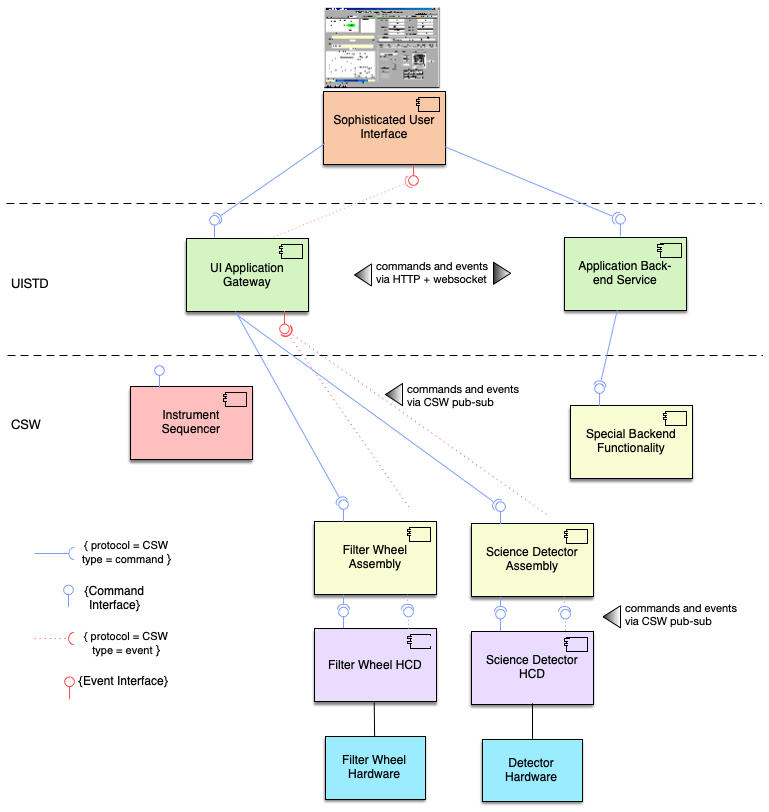 Sophisticated User
Interface
UISTD
UI Application
Gateway
commands and events
via HTTP + websocket
Application Back-
end Service
CSW
Instrument
Sequencer
commands and events
via CSW pub-sub
Special Backend
Functionality
Filter Wheel
Assembly
Science Detector
Assembly
{ protocol = CSW
type = command }
{Command
Interface}
{ protocol = CSW
type = event }
{Event Interface}
commands and events
via CSW pub-sub
Filter Wheel HCD
Science Detector
HCD
Filter Wheel
Hardware
Detector
Hardware